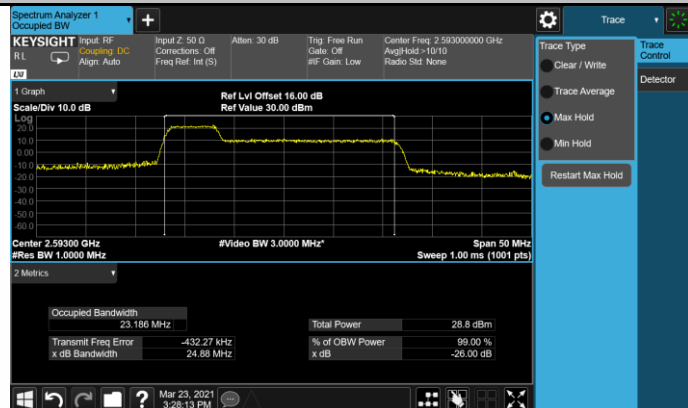 Spectrum Analyzer 1
Occupied BW
+
Trace
KEYSIGHT
R L
LXI
Input: RF
Coupling: DC
Align: Auto
Input Z: 50 Ω
Corrections: Off
Freq Ref: Int (S)
Atten: 30 dB
Trig: Free Run
Gate: Off
#IF Gain: Low
Center Freq: 2.593000000 GHz
Avg|Hold:>10/10
Radio Std: None
Trace Type
Clear / Write
Trace Average
Max Hold
Min Hold
Restart Max Hold
Trace
Control
Detector
1 Graph
Scale/Div 10.0 dB
Ref Lvl Offset 16.00 dB
Ref Value 30.00 dBm
Log
20.0
10.0
0.00
-10.0
-20.0
-30.0
-40.0
-50.0
-60.0
Center 2.59300 GHz
#Res BW 1.0000 MHz
#Video BW 3.0000 MHz*
Span 50 MHz
Sweep 1.00 ms (1001 pts)
2 Metrics
Occupied Bandwidth
23.186 MHz
Transmit Freq Error -432.27 kHz
x dB Bandwidth 24.88 MHz
Total Power 28.8 dBm
% of OBW Power 99.00 %
x dB -26.00 dB
?
Mar 23, 2021
3:28:13 PM